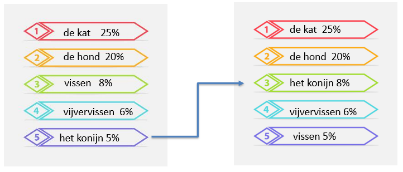 1 de kat 25%
2 de hond 20%
3 vissen 8%
4 vijvervissen 6%
5 het konijn 5%
1 de kat 25%
2 de hond 20%
3 het konijn 8%
4 vijvervissen 6%
5 vissen 5%